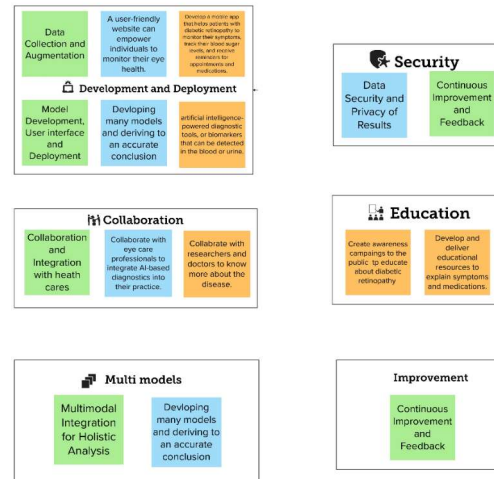 Data
Collection and
Augmentation
A user-friendly
website can
empower
individuals to
monitor their eye
health.
Develop a mobile app
that helps patients with
diabetic retinopathy to
monitor their symptoms,
track their blood sugar
levels, and receive
reminders for
appointments and
medications.
Development and Deployment
Model
Development,
User interface
and
Deployment
Devloping
many models
and deriving to
an accurate
conclusion
artificial intelligence-
powered diagnostic
tools, or biomarkers
that can be detected
in the blood or urine.
Security
Data
Security and
Privacy of
Results
Continuous
Improvement
and
Feedback
Collaboration
Collaboration
and
Integration
with heath
cares
Collaborate with
eye care
professionals to
integrate AI-based
diagnostics into
their practice.
Collabrate with
researchers and
doctors to know
more about the
disease.
Education
Create awareness
campaings to the
public tp educate
about diabetic
retinopathy
Develop and
deliver
educational
resources to
explain symptoms
and medications.
Multi models
Multimodal
Integration
for Holistic
Analysis
Devloping
many models
and deriving to
an accurate
conclusion
Improvement
Continuous
Improvement
and
Feedback